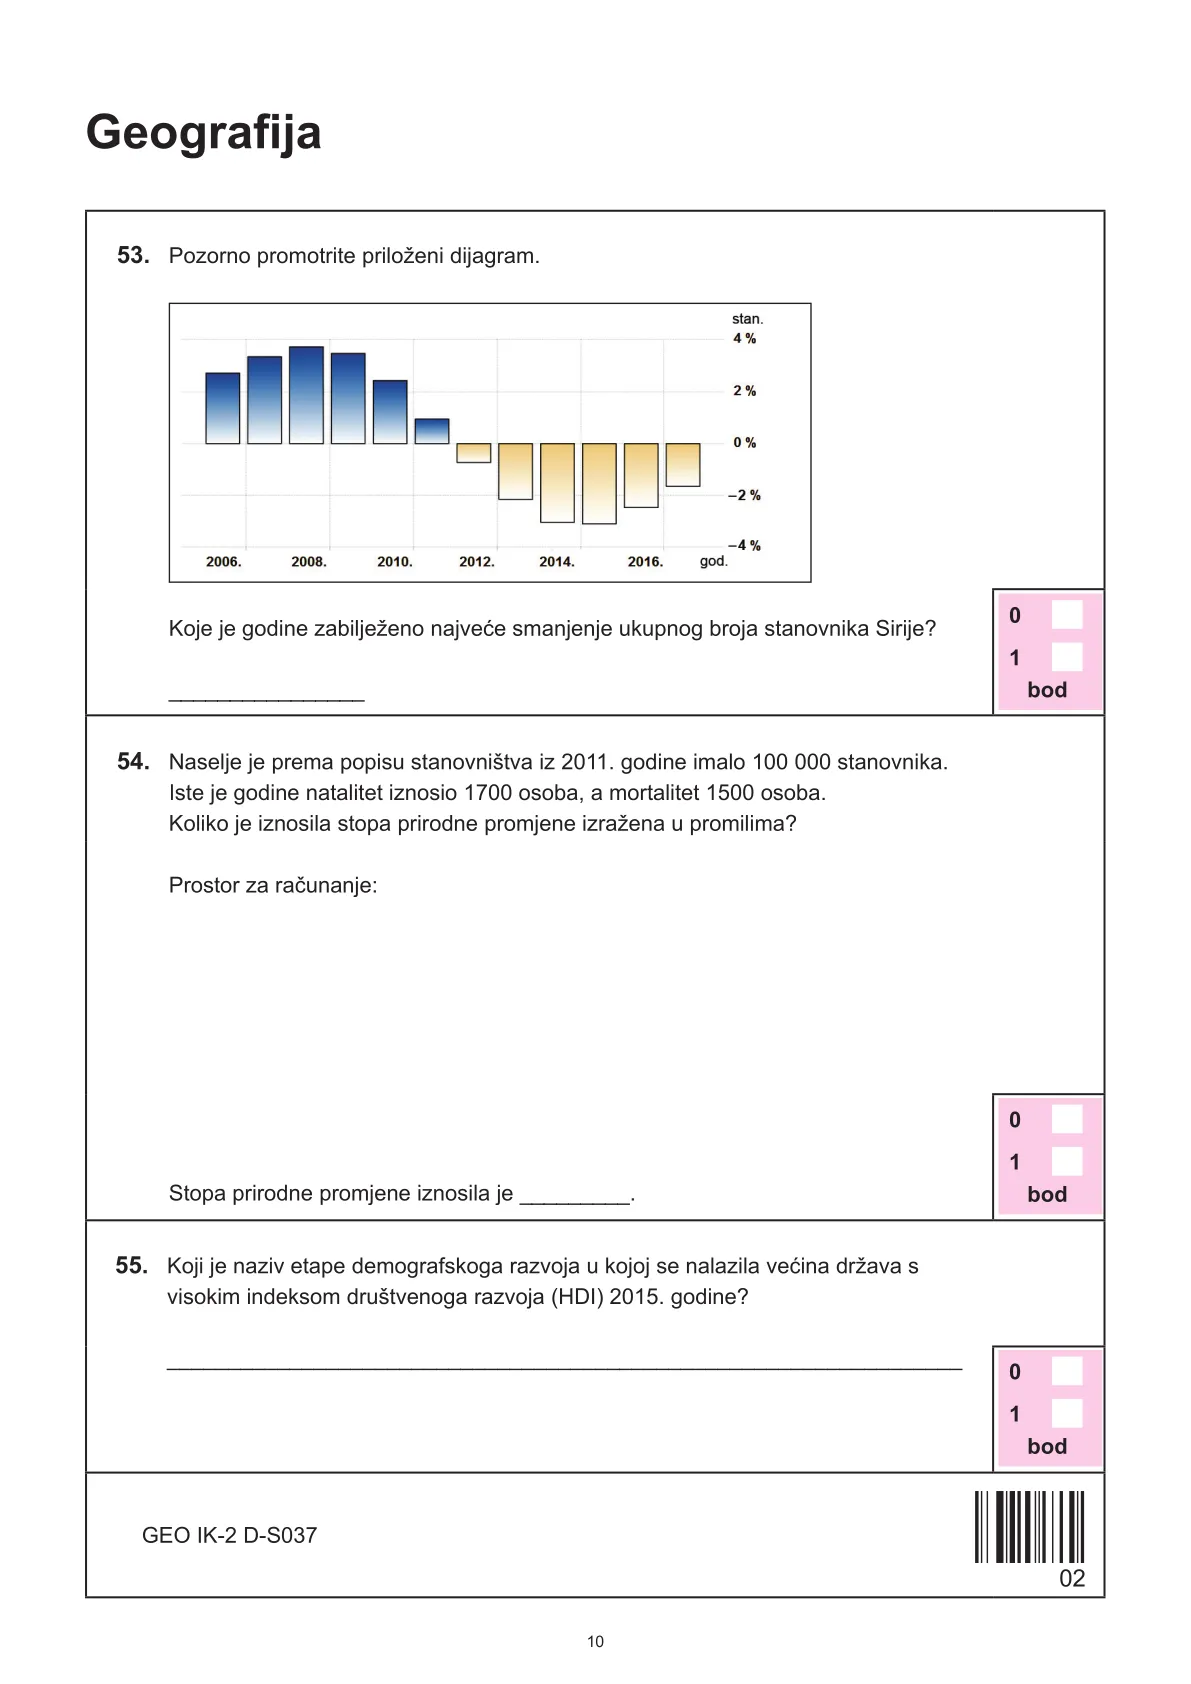 Geografija
53. Pozorno promotrite priloženi dijagram.
stan.
4 %
2 %
0 %
–2 %
–4 %
2006. 2008. 2010. 2012. 2014. 2016. god.
Koje je godine zabilježeno najveće smanjenje ukupnog broja stanovnika Sirije?
________________
0
1
bod
54. Naselje je prema popisu stanovništva iz 2011. godine imalo 100 000 stanovnika.
Iste je godine natalitet iznosio 1700 osoba, a mortalitet 1500 osoba.
Koliko je iznosila stopa prirodne promjene izražena u promilima?
Prostor za računanje:
Stopa prirodne promjene iznosila je _________.
0
1
bod
55. Koji je naziv etape demografskoga razvoja u kojoj se nalazila većina država s
visokim indeksom društvenoga razvoja (HDI) 2015. godine?
_________________________________________________________________
0
1
bod
GEO IK-2 D-S037
02
10